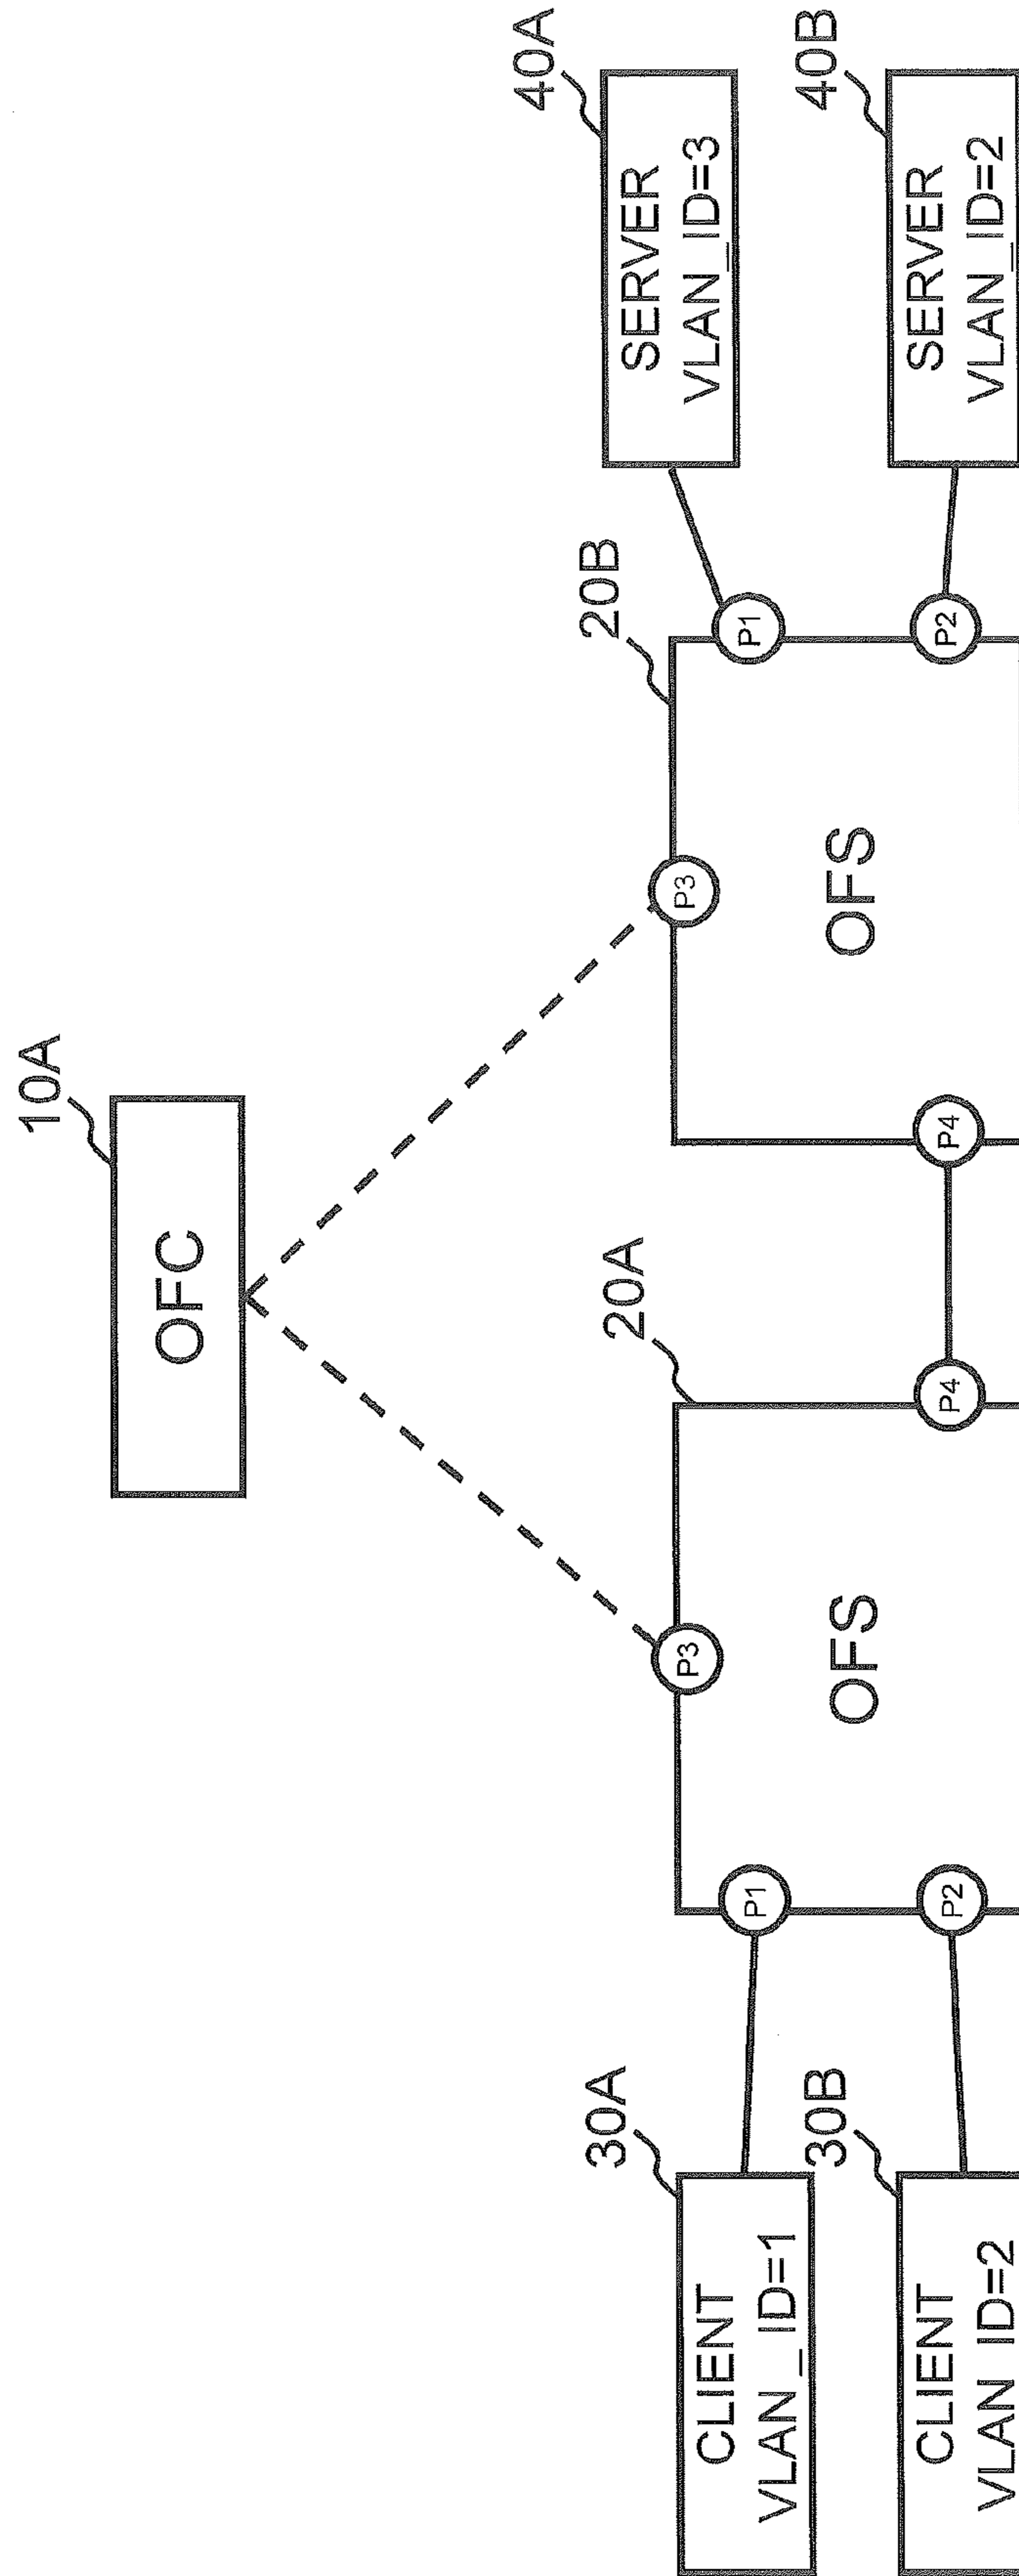 10A
OFC
20A
20B
P3
P3
OFS
OFS
P1
P2
P4
P4
P1
P2
30A
CLIENT
VLAN_ID=1
30B
CLIENT
VLAN_ID=2
40A
SERVER
VLAN_ID=3
40B
SERVER
VLAN_ID=2